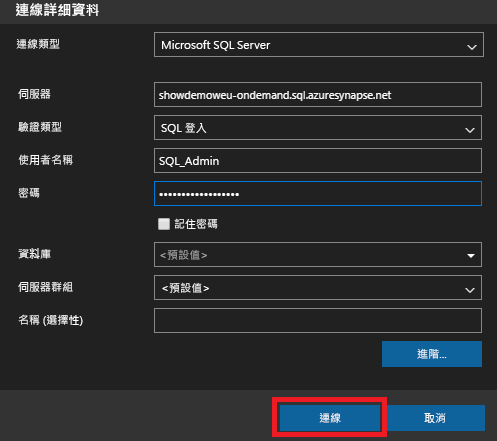 連線詳細資料
連線類型 Microsoft SQL Server
伺服器 showdemoweu-ondemand.sql.azuresynapse.net
驗證類型 SQL 登入
使用者名稱 SQL_Admin
密碼 ••••••••••••••••••
記住密碼
資料庫 <預設值>
伺服器群組 <預設值>
名稱 (選擇性)
進階...
連線 取消